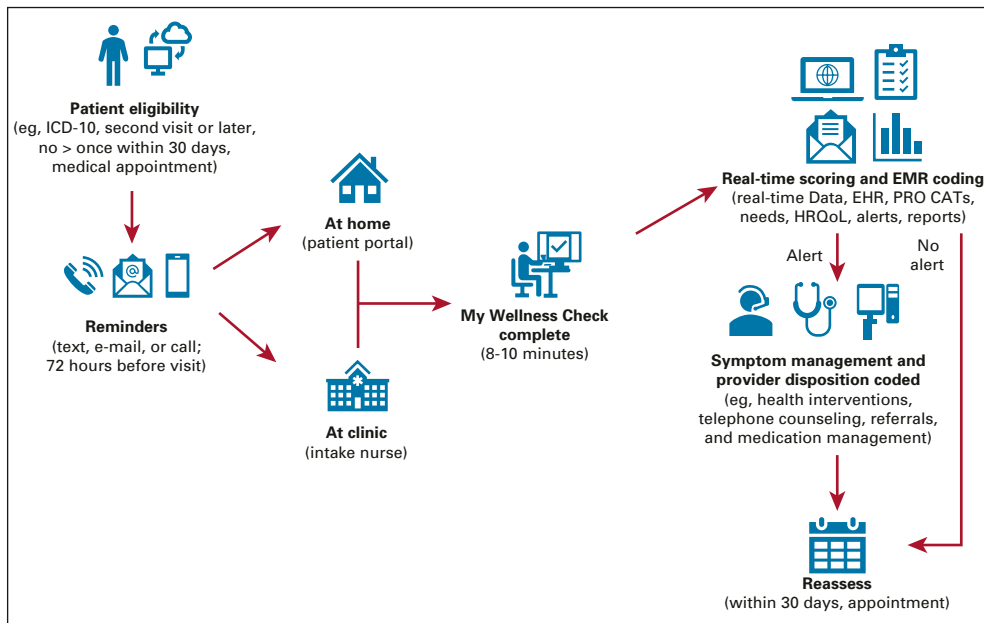 Patient eligibility
(eg, ICD-10, second visit or later,
no > once within 30 days,
medical appointment)
@
Reminders
(text, e-mail, or call;
72 hours before visit)
At home
(patient portal)
At clinic
(intake nurse)
My Wellness Check
complete
(8-10 minutes)
Real-time scoring and EMR coding
(real-time Data, EHR, PRO CATs,
needs, HRQoL, alerts, reports)
Alert
No
alert
Symptom management and
provider disposition coded
(eg, health interventions,
telephone counseling, referrals,
and medication management)
Reassess
(within 30 days, appointment)